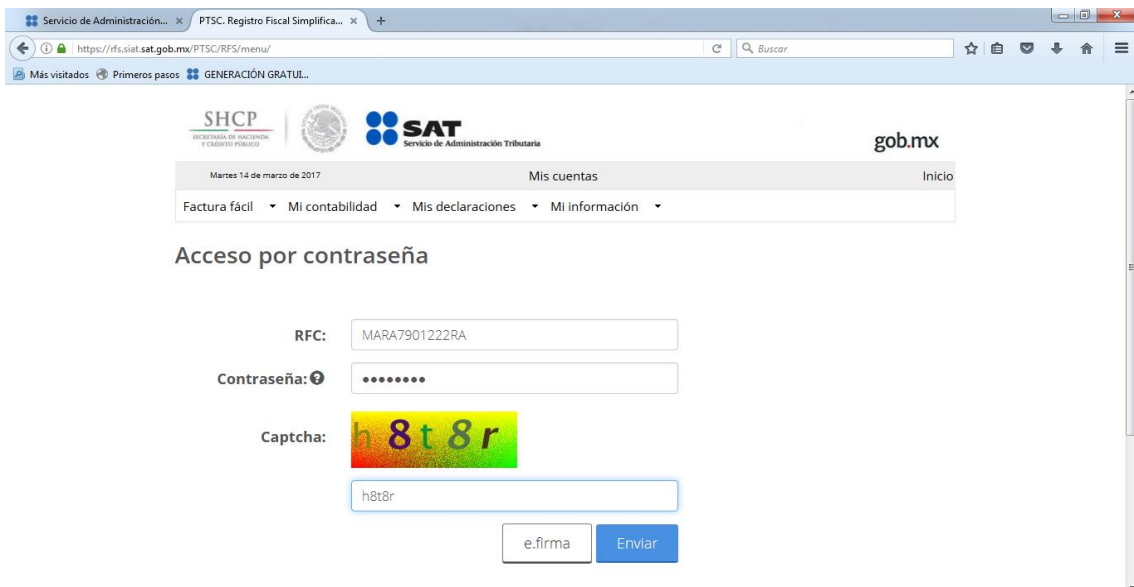 Servicio de Administración... × PTSC. Registro Fiscal Simplifica... × +
https://rfs.siat.sat.gob.mx/PTSC/RFS/menu/ Buscar
Más visitados Primeros pasos GENERACIÓN GRATUI...
SHCP
SECRETARÍA DE HACIENDA
Y CRÉDITO PÚBLICO
SAT
Servicio de Administración Tributaria
gob.mx
Martes 14 de marzo de 2017 Mis cuentas Inicio
Factura fácil Mi contabilidad Mis declaraciones Mi información
Acceso por contraseña
RFC: MARA7901222RA
Contraseña: ••••••••
Captcha: h8t8r
h8t8r
e.firma Enviar